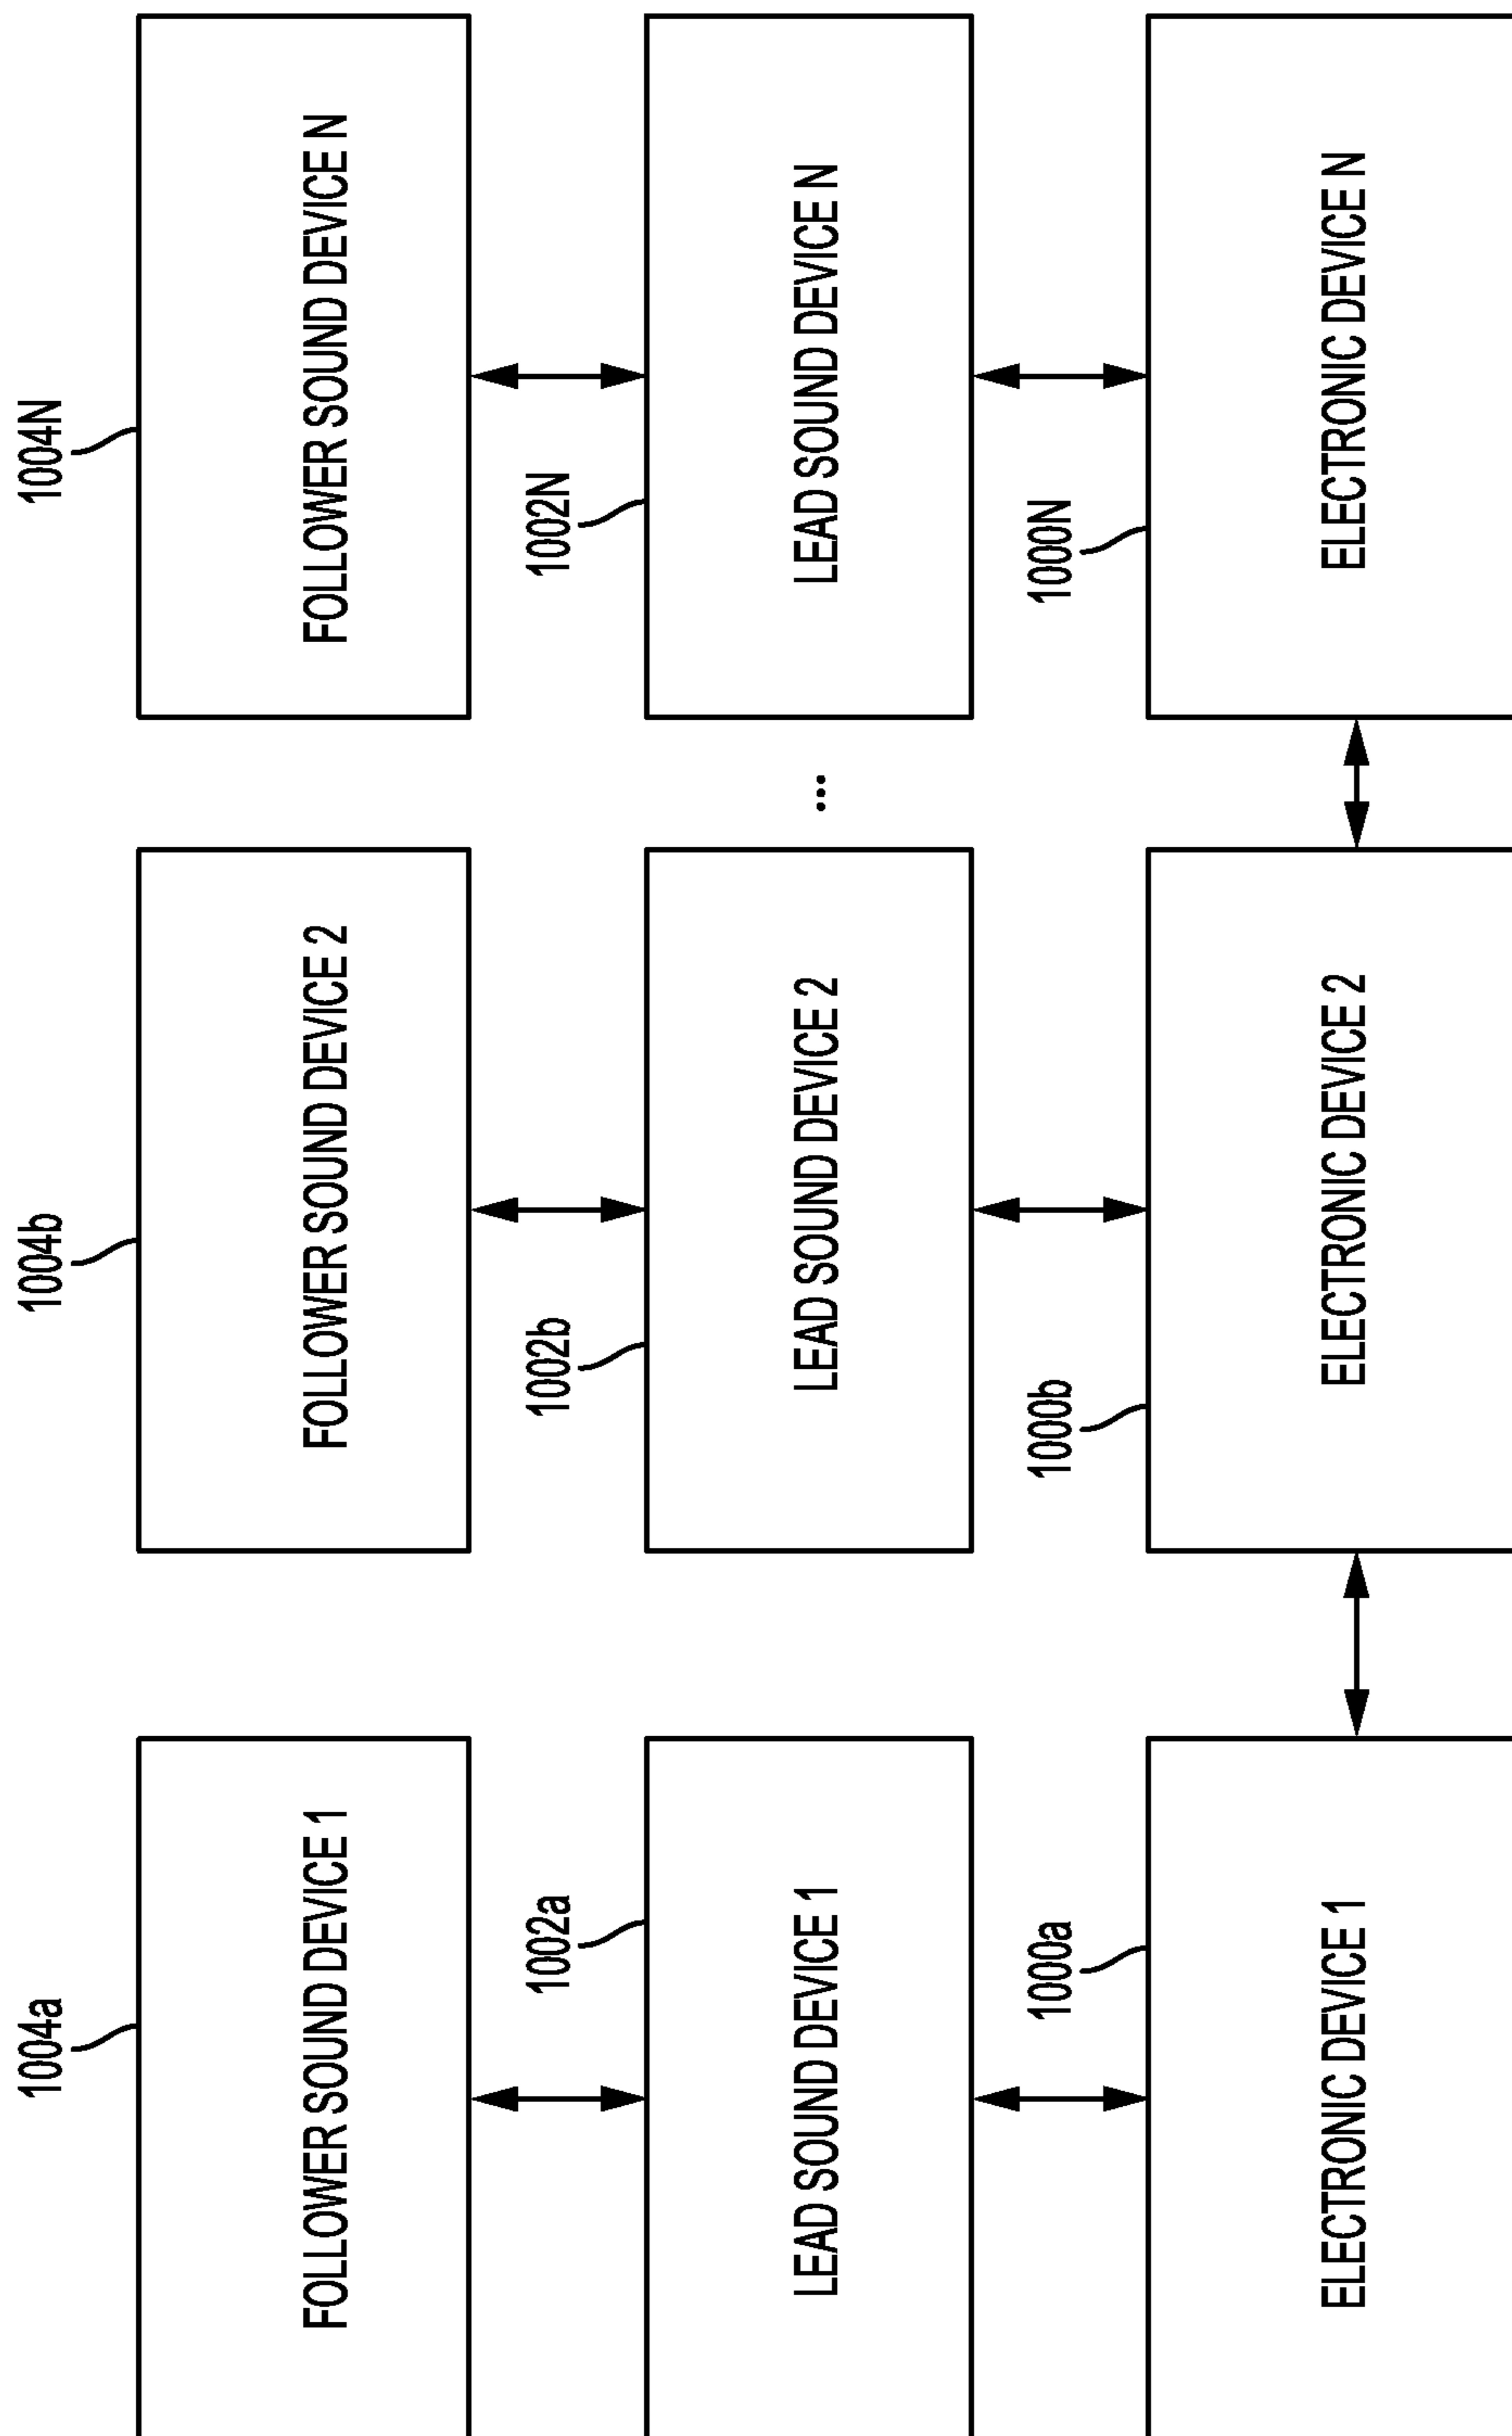 1004a
FOLLOWER SOUND DEVICE 1
1004b
FOLLOWER SOUND DEVICE 2
1004N
FOLLOWER SOUND DEVICE N
1002a
LEAD SOUND DEVICE 1
1002b
LEAD SOUND DEVICE 2
...
1002N
LEAD SOUND DEVICE N
1000a
ELECTRONIC DEVICE 1
1000b
ELECTRONIC DEVICE 2
1000N
ELECTRONIC DEVICE N